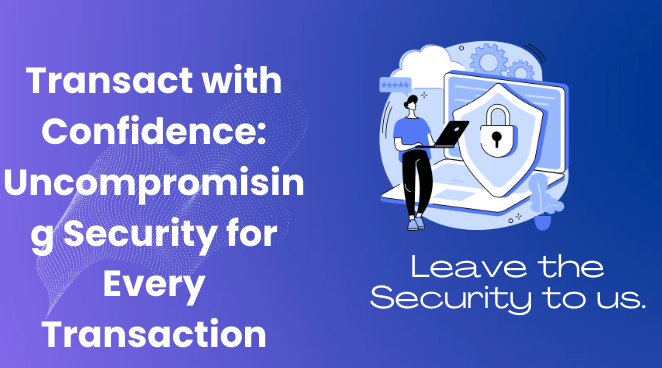 Transact with
Confidence:
Uncompromisin
g Security for
Every
Transaction
*****
Leave the
Security to us.